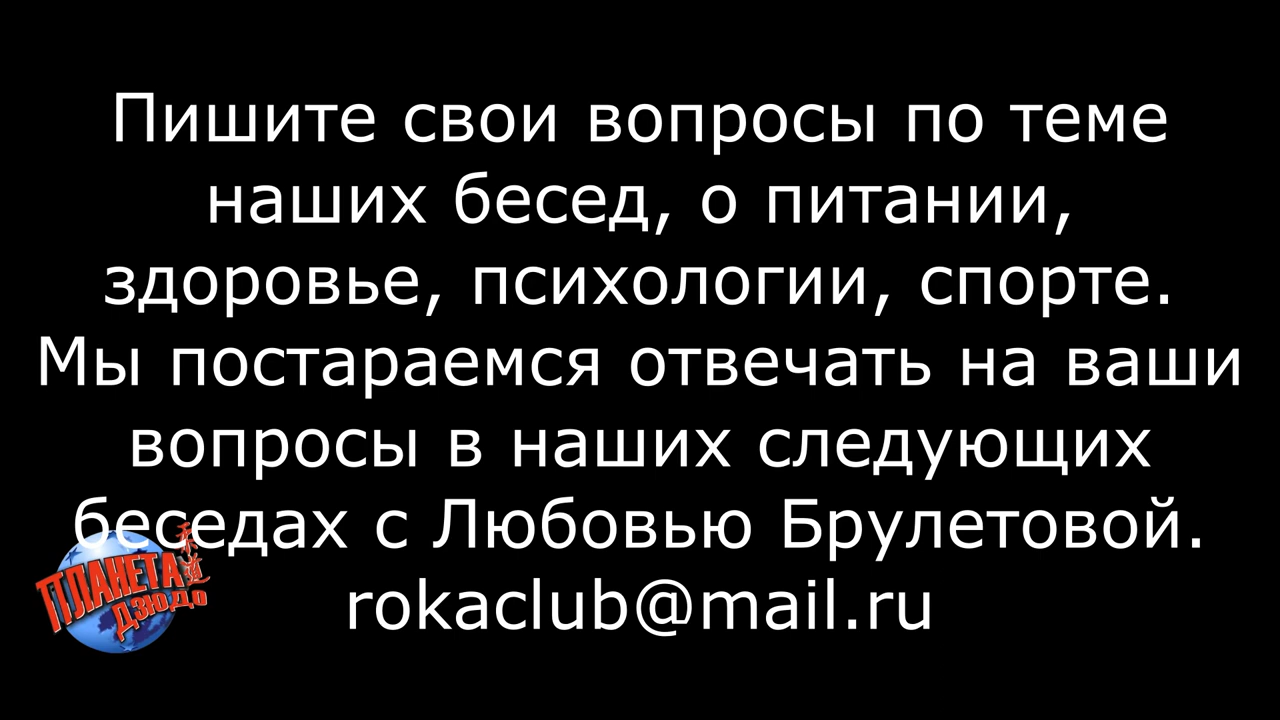 Пишите свои вопросы по теме
наших бесед, о питании,
здоровье, психологии, спорте.
Мы постараемся отвечать на ваши
вопросы в наших следующих
беседах с Любовью Брулетовой.
rokaclub@mail.ru
ПЛАНЕТА
ДЗЮДО